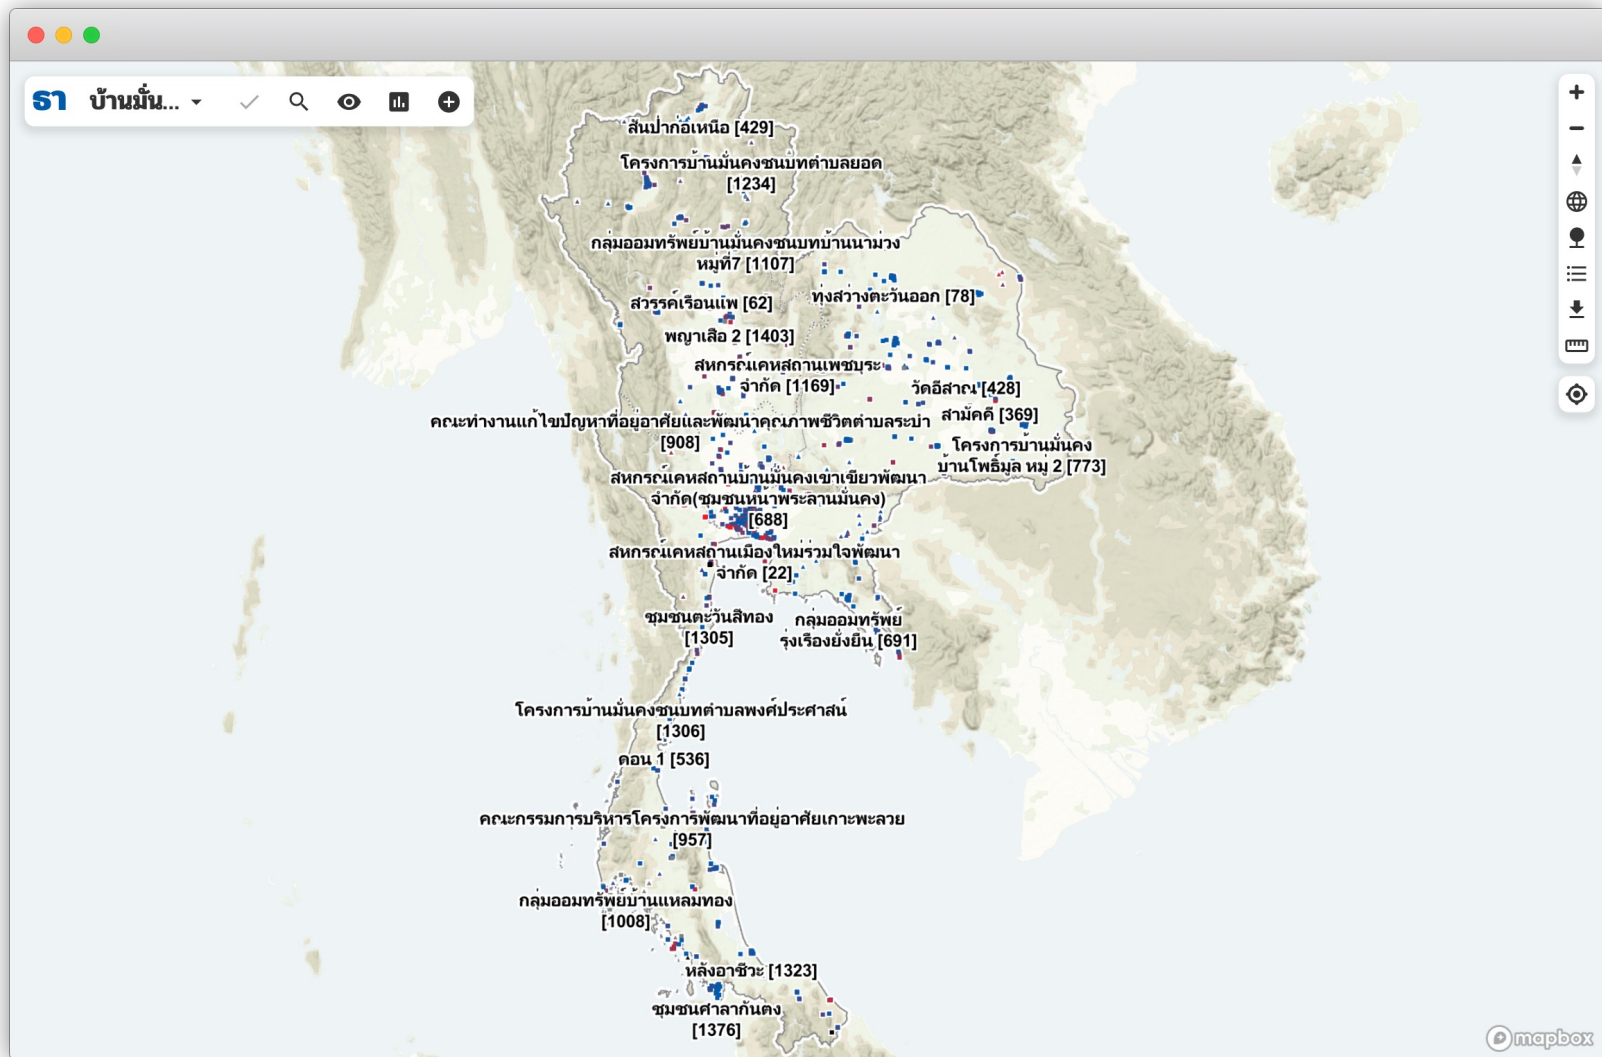 ธา บ้านมั่น...
สันป่าก่อเหนือ [429]
โครงการบ้านมั่นคงชนบทตำบลยอด
[1234]
กลุ่มออมทรัพย์บ้านมั่นคงชนบทบ้านนาม่วง
หมู่ที่7 [1107]
สวรรค์เรือนแพ [62]
ทุ่งสว่างตะวันออก [78]
พญาเสือ 2 [1403]
สหกรณ์เคหสถานเพชบุระ
จำกัด [1169]
วัดอีสาณ [428]
สามัคคี [369]
คณะทำงานแก้ไขปัญหาที่อยู่อาศัยและพัฒนาคุณภาพชีวิตตำบลระบำ
[908]
โครงการบ้านมั่นคง
บ้านโพธิ์มูล หมู่ 2 [773]
สหกรณ์เคหสถานบ้านมั่นคงเขาเขียวพัฒนา
จำกัด(ชุมชนหน้าพระลานมั่นคง)
[688]
สหกรณ์เคหสถานเมืองใหม่ร่วมใจพัฒนา
จำกัด [22]
ชุมชนตะวันสีทอง
[1305]
กลุ่มออมทรัพย์
รุ่งเรืองยั่งยืน [691]
โครงการบ้านมั่นคงชนบทตำบลพงศ์ประศาสน์
[1306]
ดอน 1 [536]
คณะกรรมการบริหารโครงการพัฒนาที่อยู่อาศัยเกาะพะลวย
[957]
กลุ่มออมทรัพย์บ้านแหลมทอง
[1008]
หลังอาชีวะ [1323]
ชุมชนศาลากันตง
[1376]
mapbox